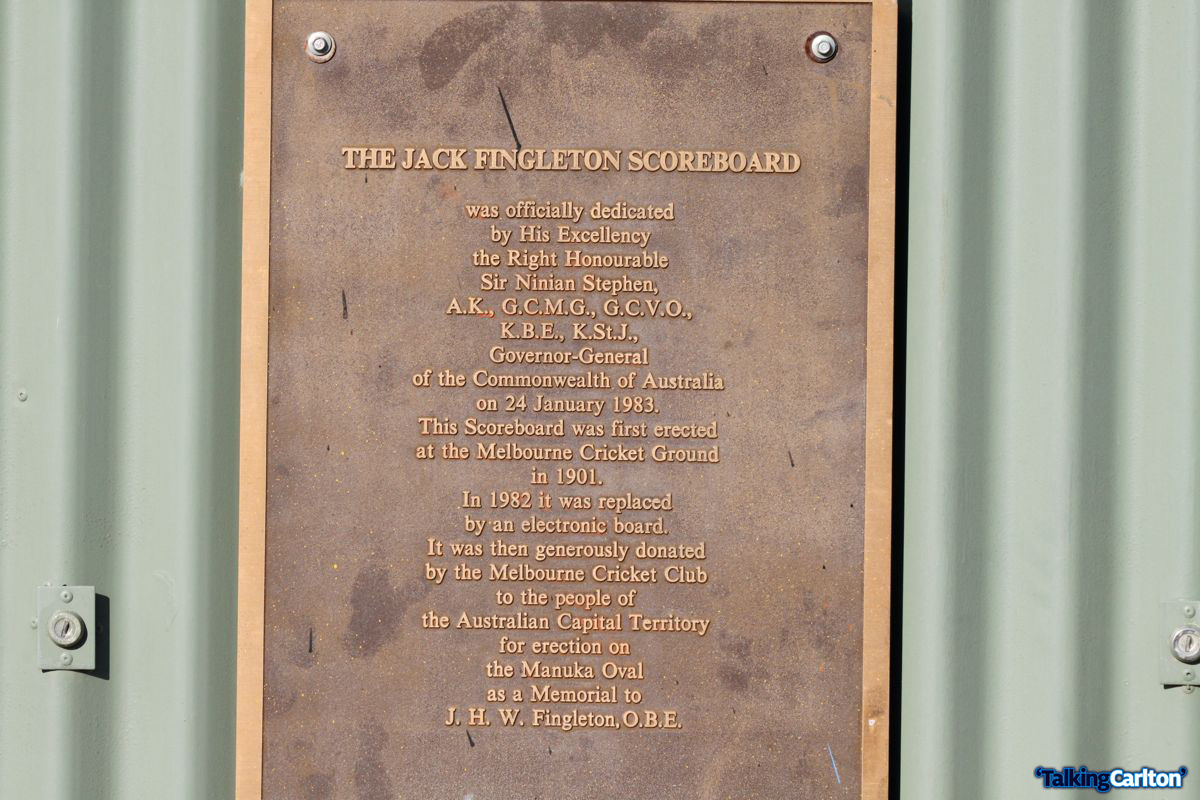 THE JACK FINGLETON SCOREBOARD
was officially dedicated
by His Excellency
the Right Honourable
Sir Ninian Stephen,
A.K., G.C.M.G., G.C.V.O.,
K.B.E., K.St.J.,
Governor-General
of the Commonwealth of Australia
on 24 January 1983.
This Scoreboard was first erected
at the Melbourne Cricket Ground
in 1901.
In 1982 it was replaced
by an electronic board.
It was then generously donated
by the Melbourne Cricket Club
to the people of
the Australian Capital Territory
for erection on
the Manuka Oval
as a Memorial to
J. H. W. Fingleton, O.B.E.
'TalkingCarlton'